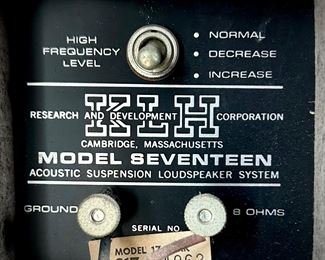 HIGH
FREQUENCY
LEVEL
• NORMAL
• DECREASE
• INCREASE
KLH
RESEARCH AND DEVELOPMENT CORPORATION
CAMBRIDGE, MASSACHUSETTS
MODEL SEVENTEEN
ACOUSTIC SUSPENSION LOUDSPEAKER SYSTEM
GROUND
8 OHMS
SERIAL NO
MODEL 17